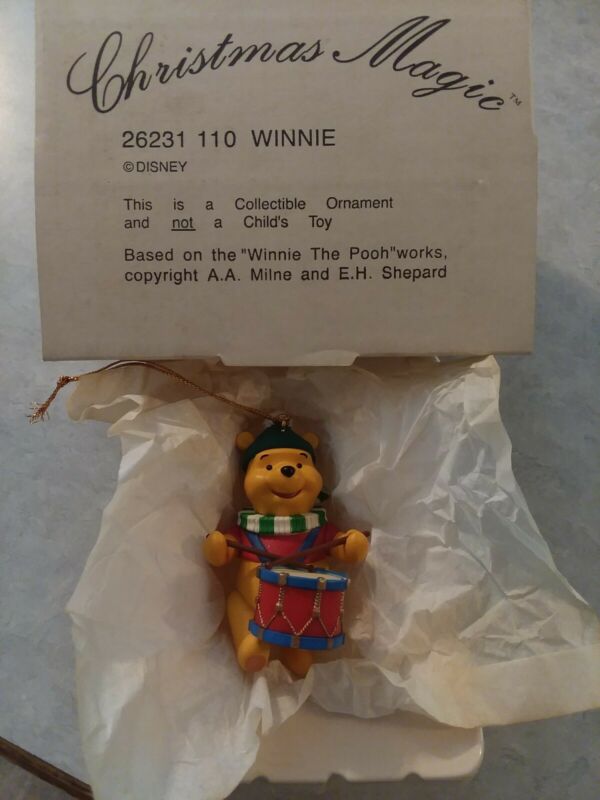 Christmas Magic™
26231 110 WINNIE
©DISNEY
This is a Collectible Ornament
and not a Child's Toy
Based on the "Winnie The Pooh"works,
copyright A.A. Milne and E.H. Shepard